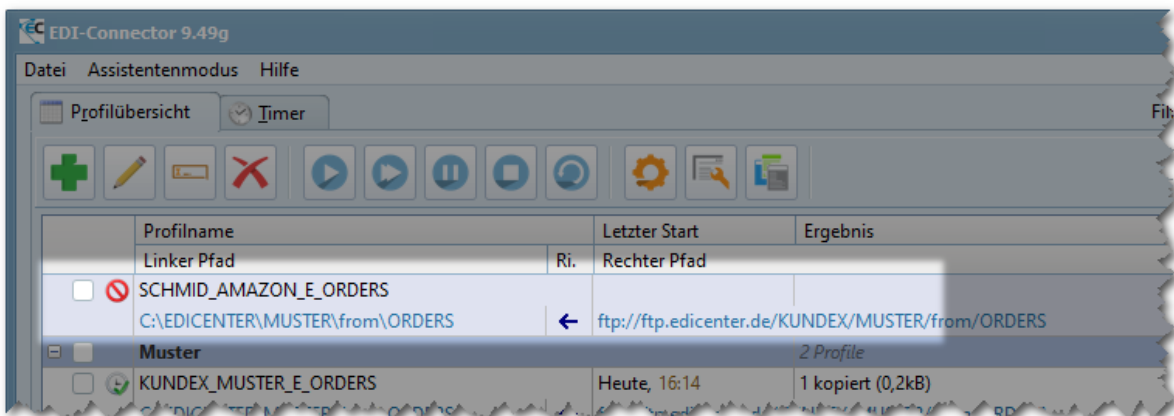 EDI-Connector 9.49g
Datei Assistentenmodus Hilfe
Profilübersicht Timer
Profilname Letzter Start Ergebnis
Linker Pfad Ri. Rechter Pfad
SCHMID_AMAZON_E_ORDERS
C:\EDICENTER\MUSTER\from\ORDERS ftp://ftp.edicenter.de/KUNDEX/MUSTER/from/ORDERS
Muster 2 Profile
KUNDEX_MUSTER_E_ORDERS Heute, 16:14 1 kopiert (0,2kB)